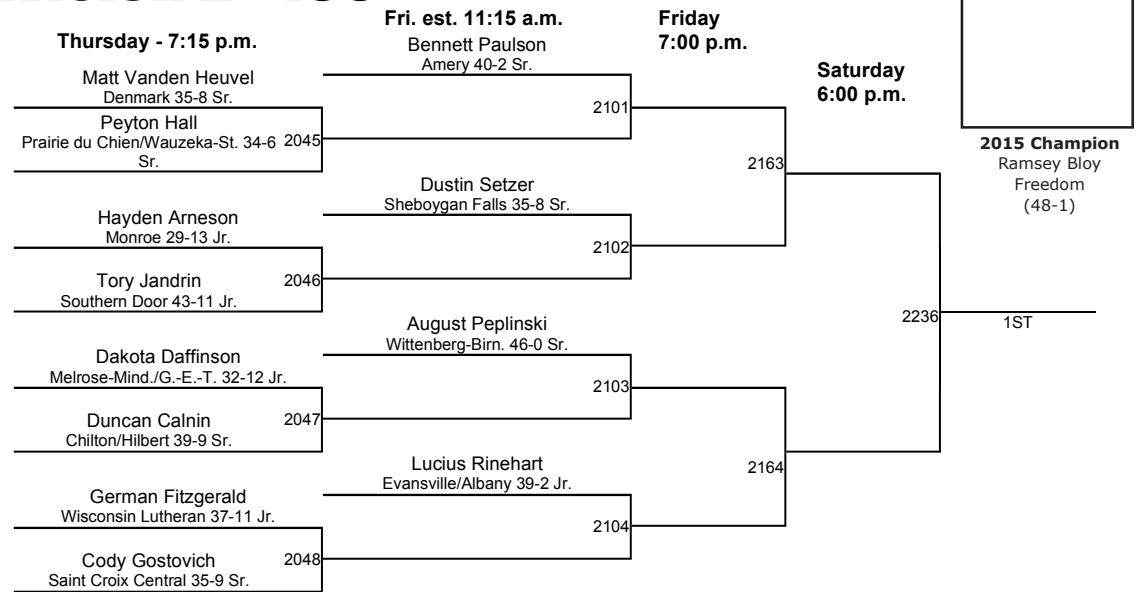 Thursday - 7:15 p.m.
Matt Vanden Heuvel
Denmark 35-8 Sr.
Peyton Hall
Prairie du Chien/Wauzeka-St. 34-6
Sr.
2045
Hayden Arneson
Monroe 29-13 Jr.
Tory Jandrin
Southern Door 43-11 Jr.
2046
Dakota Daffinson
Melrose-Mind./G.-E.-T. 32-12 Jr.
Duncan Calnin
Chilton/Hilbert 39-9 Sr.
2047
German Fitzgerald
Wisconsin Lutheran 37-11 Jr.
Cody Gostovich
Saint Croix Central 35-9 Sr.
2048
Fri. est. 11:15 a.m.
Bennett Paulson
Amery 40-2 Sr.
2101
Dustin Setzer
Sheboygan Falls 35-8 Sr.
2102
August Peplinski
Wittenberg-Birn. 46-0 Sr.
2103
Lucius Rinehart
Evansville/Albany 39-2 Jr.
2104
Friday
7:00 p.m.
2163
2164
Saturday
6:00 p.m.
2236
1ST
2015 Champion
Ramsey Bloy
Freedom
(48-1)